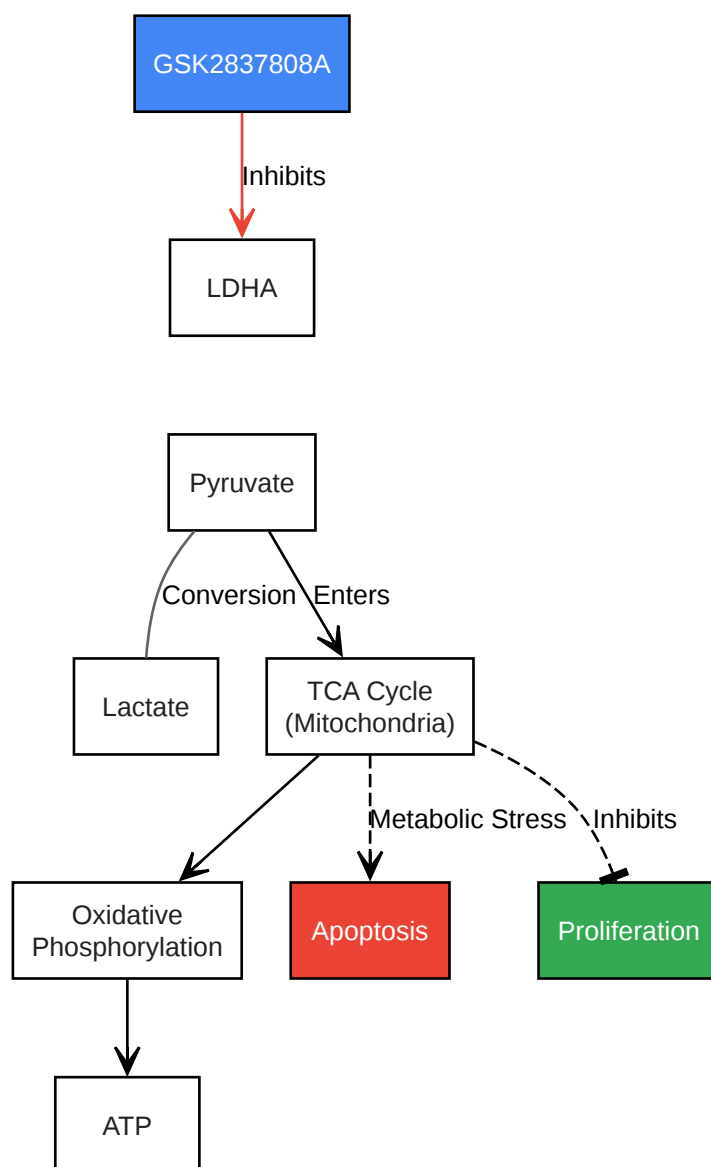 GSK2837808A
Inhibits
LDHA
Pyruvate
Conversion
Enters
Lactate
TCA Cycle
(Mitochondria)
Metabolic Stress
Inhibits
Oxidative
Phosphorylation
Apoptosis
Proliferation
ATP